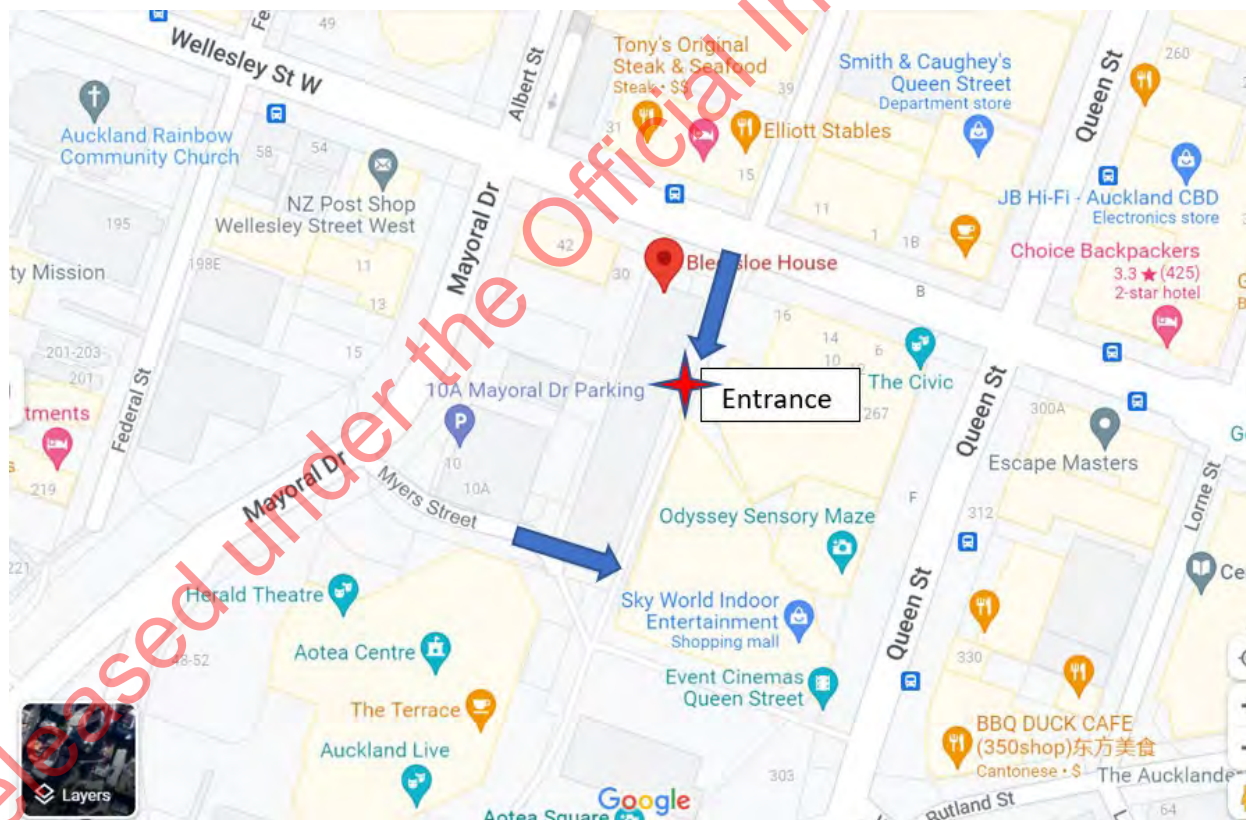 49
Wellesley St W
Albert St
Tony's Original
Steak & Seafood
Steak • $$
39
31
Elliott Stables
15
Smith & Caughey's
Queen Street
Department store
Queen St
260
Auckland Rainbow
Community Church
58
54
NZ Post Shop
Wellesley Street West
195
198E
Mayoral Dr
42
30
11
1
1B
JB Hi-Fi - Auckland CBD
Electronics store
Choice Backpackers
3.3 ★ (425)
2-star hotel
ty Mission
11
13
15
201-203
201
Federal St
tments
219
B
16
14
10
6
The Civic
267
10A Mayoral Dr Parking
P
10
10A
Entrance
Queen St
300A
Escape Masters
Lorne St
Mayoral Dr
Myers Street
Odyssey Sensory Maze
F
312
221
Herald Theatre
Aotea Centre
48-52
The Terrace
Auckland Live
Sky World Indoor
Entertainment
Shopping mall
Event Cinemas
Queen Street
Queen St
330
BBQ DUCK CAFE
(350shop)东方美食
Cantonese • $
The Aucklander
303
Layers
Google
Aotea Square
Rutland St
64